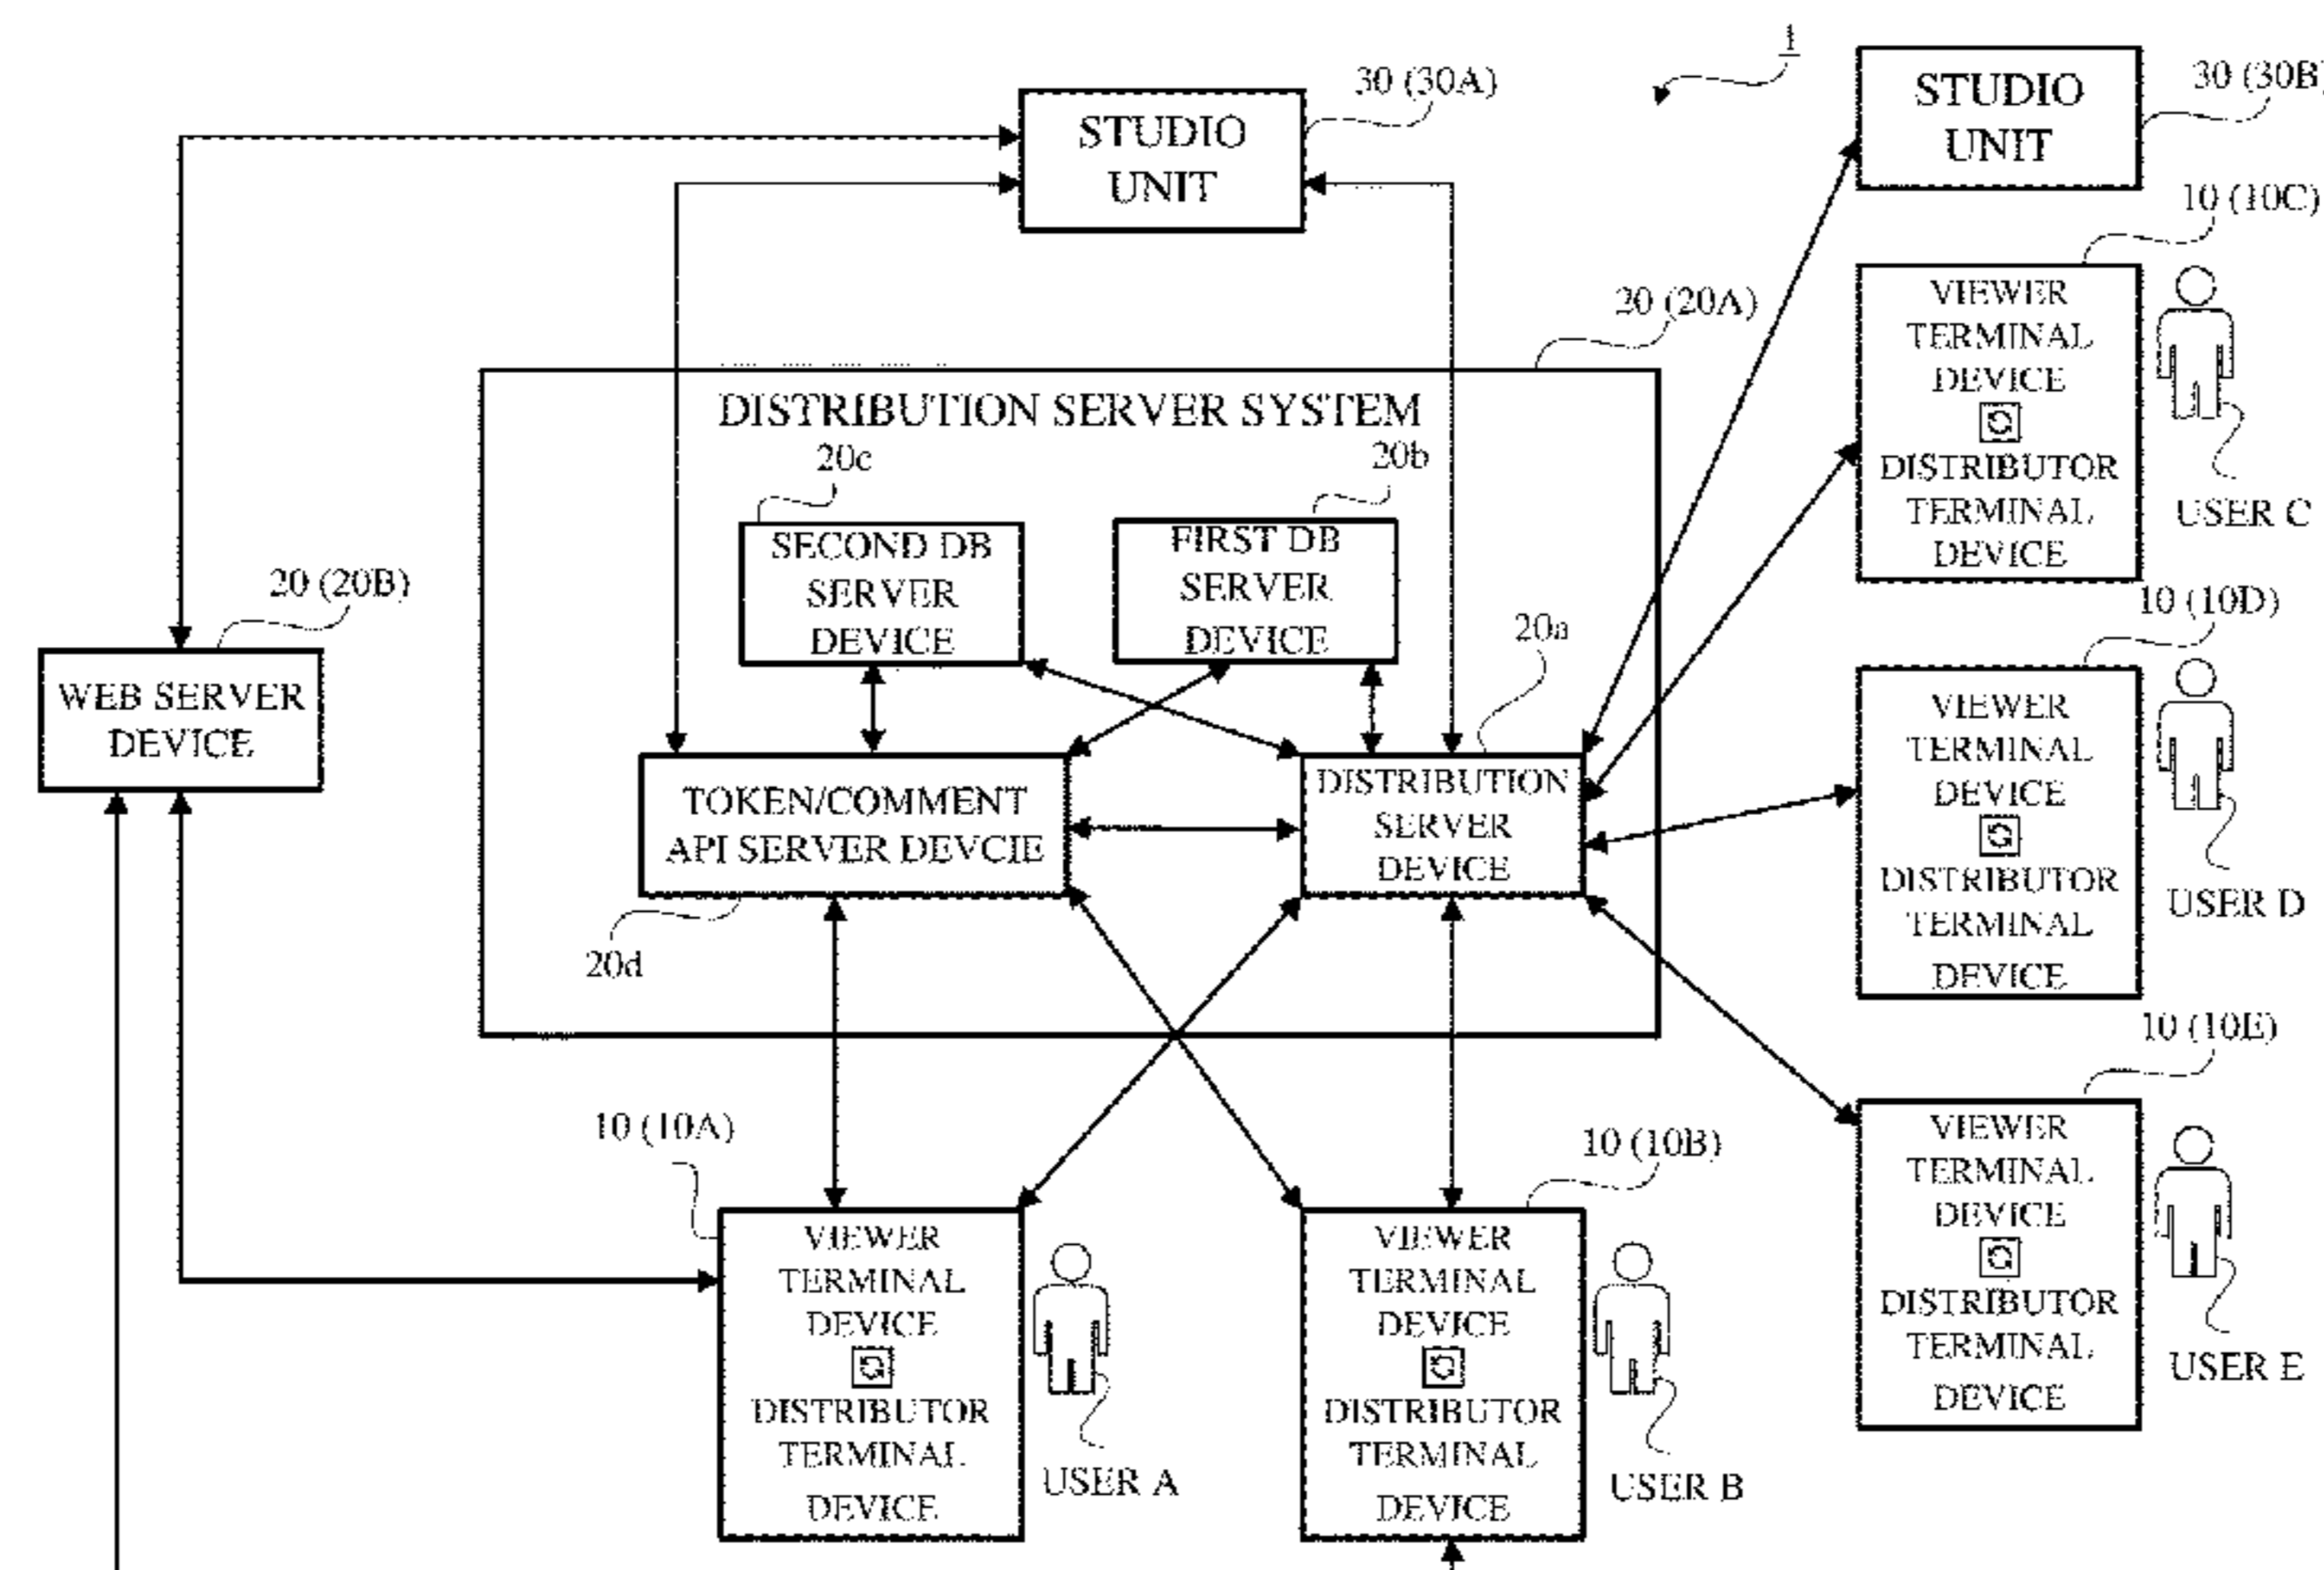 1
30 (30A)
STUDIO
UNIT
30 (30B)
STUDIO
UNIT
10 (10C)
VIEWER
TERMINAL
DEVICE
DISTRIBUTOR
TERMINAL
DEVICE
USER C
20 (20A)
DISTRIBUTION SERVER SYSTEM
20c
SECOND DB
SERVER
DEVICE
20b
FIRST DB
SERVER
DEVICE
20 (20B)
WEB SERVER
DEVICE
20a
DISTRIBUTION
SERVER
DEVICE
TOKEN/COMMENT
API SERVER DEVCIE
20d
10 (10D)
VIEWER
TERMINAL
DEVICE
DISTRIBUTOR
TERMINAL
DEVICE
USER D
10 (10E)
VIEWER
TERMINAL
DEVICE
DISTRIBUTOR
TERMINAL
DEVICE
USER E
10 (10A)
VIEWER
TERMINAL
DEVICE
DISTRIBUTOR
TERMINAL
DEVICE
USER A
10 (10B)
VIEWER
TERMINAL
DEVICE
DISTRIBUTOR
TERMINAL
DEVICE
USER B